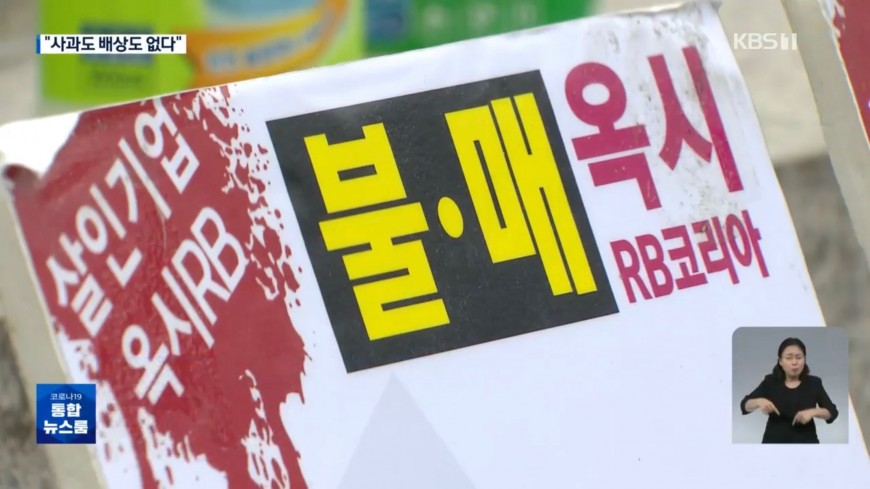 "사과도 배상도 없다"
KBS 1
살인기업
옥시RB
불·매
옥시
RB코리아
코로나19
통합
뉴스룸